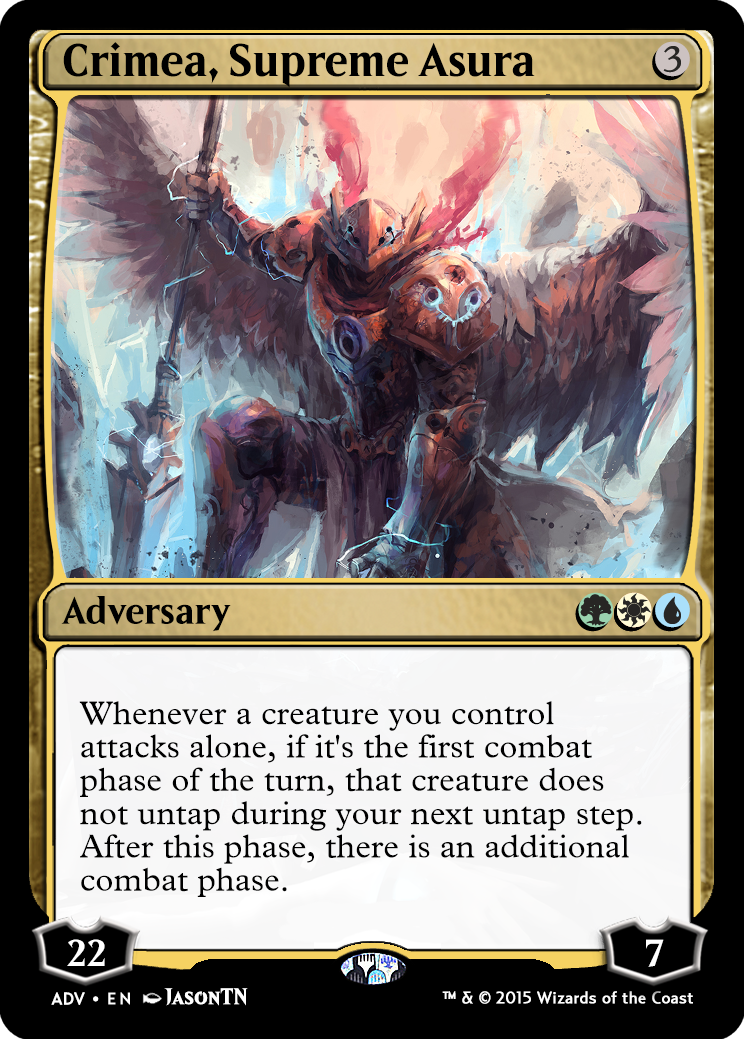 Crimea, Supreme Asura 3
Adversary
Whenever a creature you control
attacks alone, if it's the first combat
phase of the turn, that creature does
not untap during your next untap step.
After this phase, there is an additional
combat phase.
22 7
ADV • EN JASONTN ™ & © 2015 Wizards of the Coast